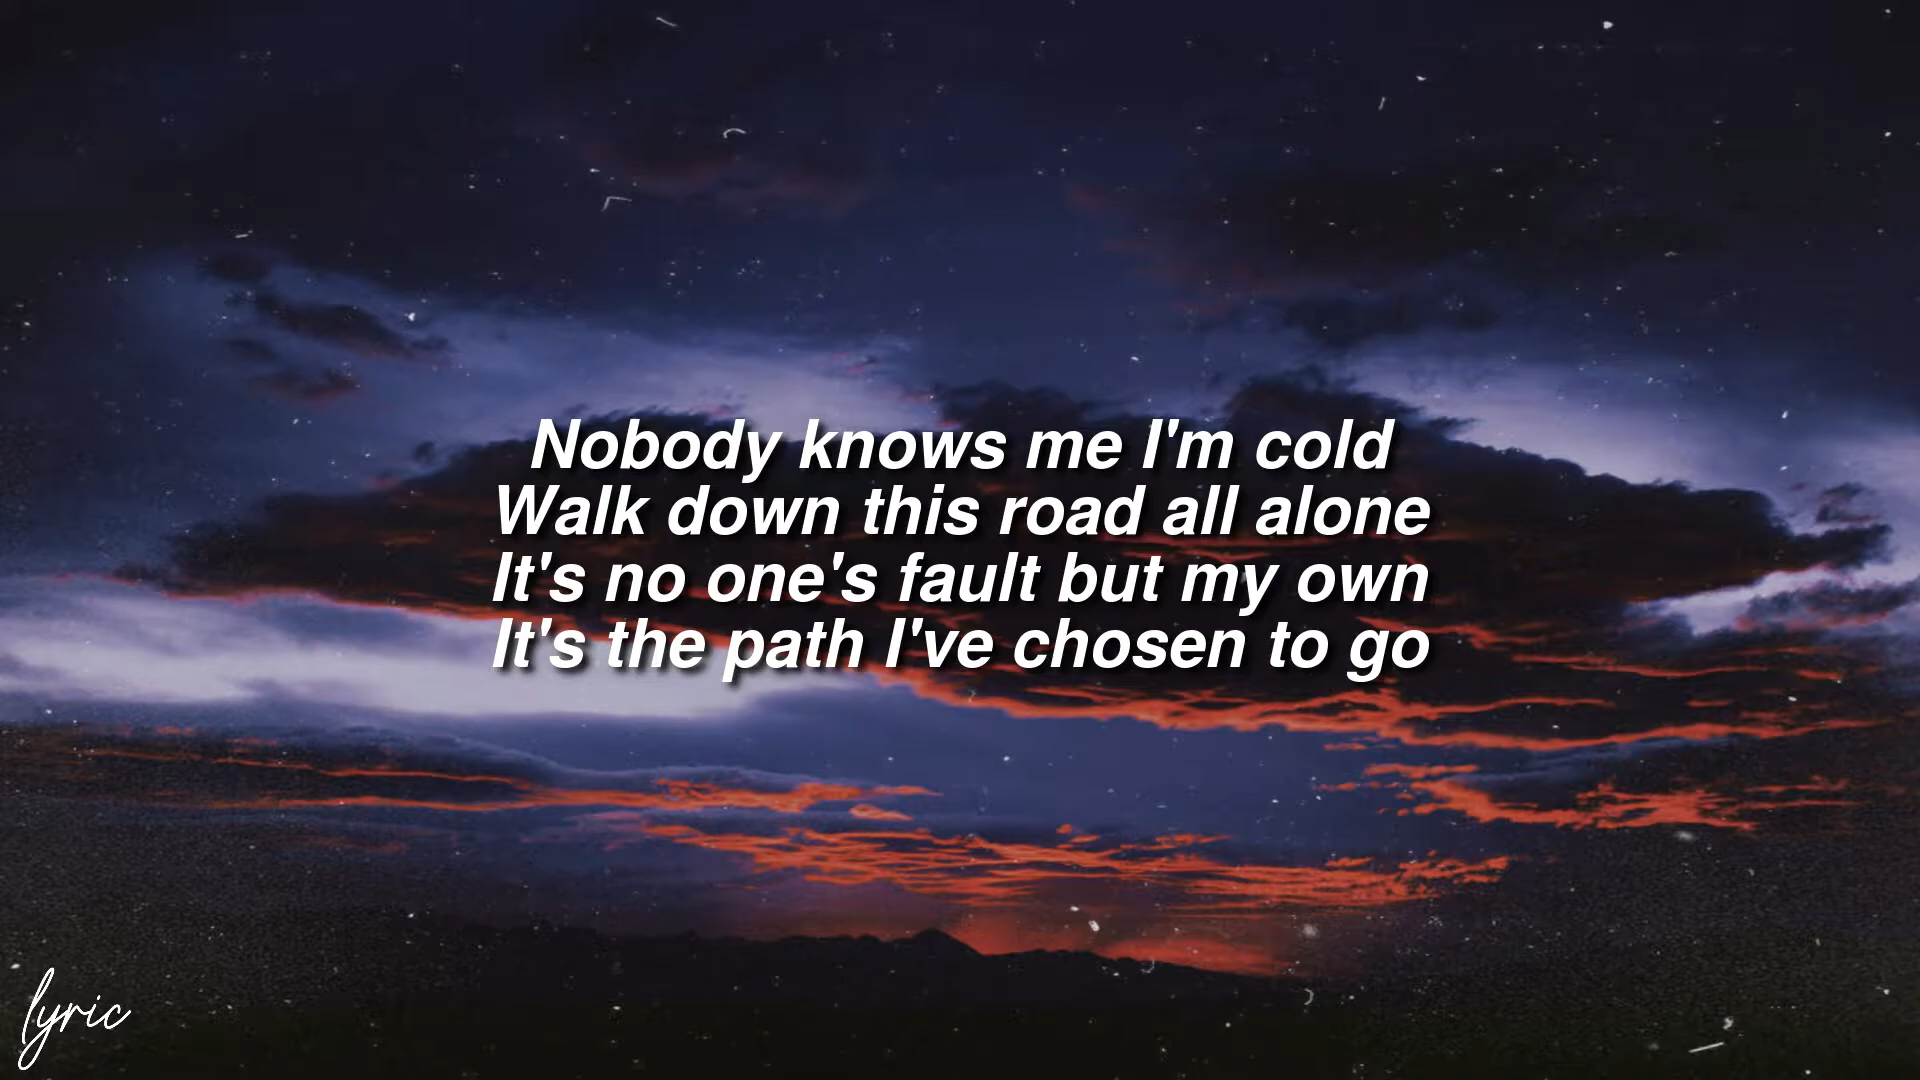 Nobody knows me I'm cold
Walk down this road all alone
It's no one's fault but my own
It's the path I've chosen to go
lyric